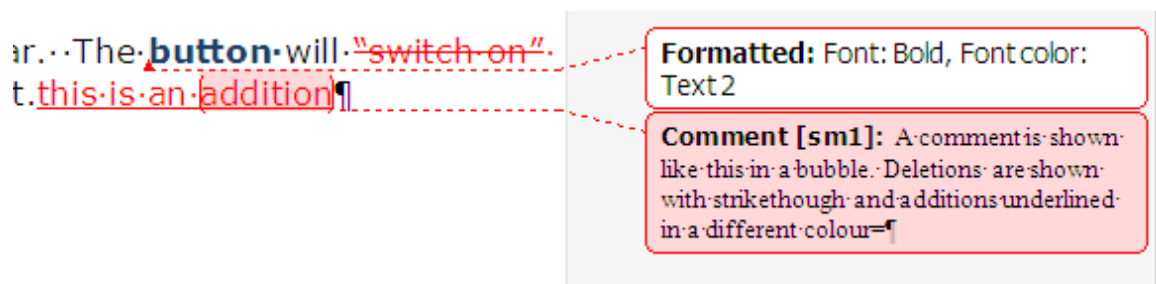 ar. The button will "switch on"
t.this is an addition¶
Formatted: Font: Bold, Font color:
Text 2
Comment [sm1]: A comment is shown
like this in a bubble. Deletions are shown
with strikethough and additions underlined
in a different colour=¶